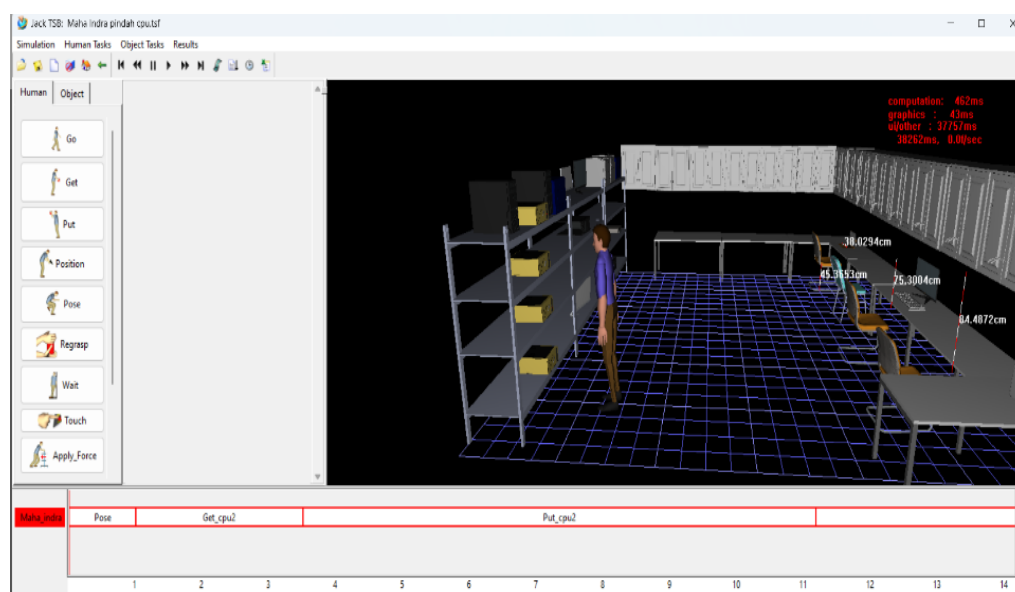 Jack TSB: Maha Indra pindah cpu.tsf
Simulation Human Tasks Object Tasks Results
Human Object
Go
Get
Put
Position
Pose
Regrasp
Wait
Touch
Apply_Force
computation: 462ms
graphics : 43ms
ui/other : 37757ms
38262ms, 0.0f/sec
38.0294cm
45.3653cm
75.3004cm
84.4872cm
Maha_indra Pose Get_cpu2 Put_cpu2
1 2 3 4 5 6 7 8 9 10 11 12 13 14